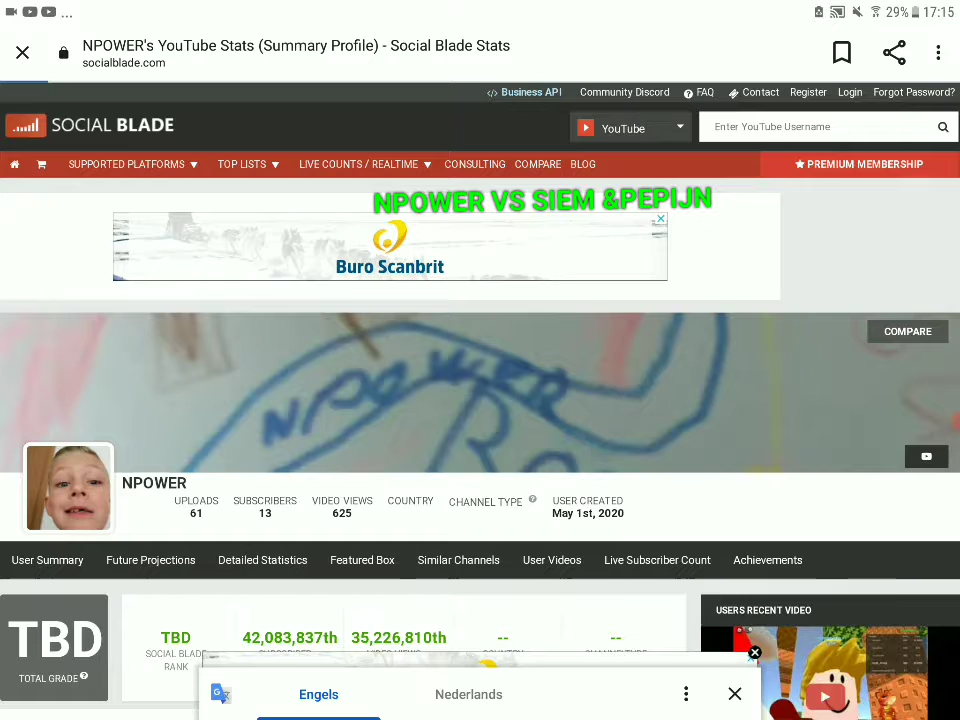 ...
29% 17:15
NPOWER's YouTube Stats (Summary Profile) - Social Blade Stats
socialblade.com
</> Business API Community Discord FAQ Contact Register Login Forgot Password?
SOCIAL BLADE YouTube Enter YouTube Username
SUPPORTED PLATFORMS TOP LISTS LIVE COUNTS / REALTIME CONSULTING COMPARE BLOG PREMIUM MEMBERSHIP
NPOWER VS SIEM &PEPIJN
Buro Scanbrit
COMPARE
NPOWER
NPOWER
UPLOADS SUBSCRIBERS VIDEO VIEWS COUNTRY CHANNEL TYPE USER CREATED
61 13 625 May 1st, 2020
User Summary Future Projections Detailed Statistics Featured Box Similar Channels User Videos Live Subscriber Count Achievements
USERS RECENT VIDEO
TBD
TOTAL GRADE
TBD 42,083,837th 35,226,810th -- --
SOCIAL BLADE
RANK
Engels Nederlands